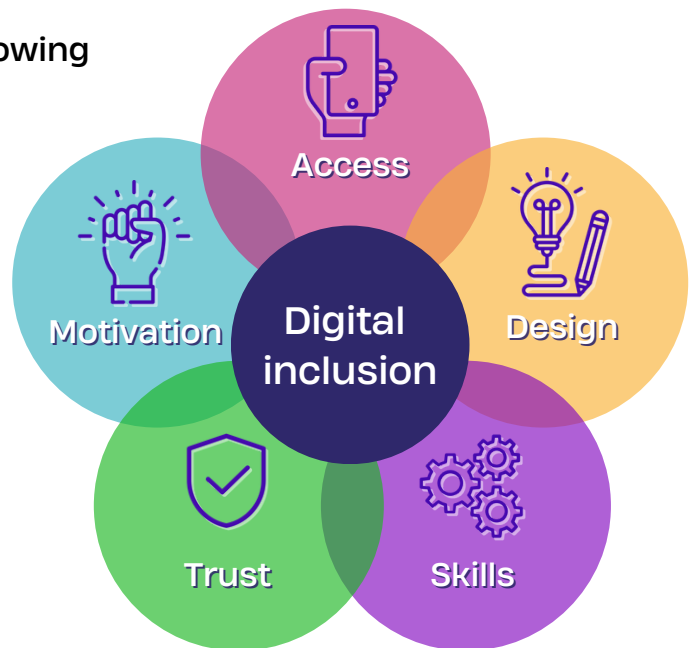 owing
Access
Motivation
Design
Digital
inclusion
Trust
Skills